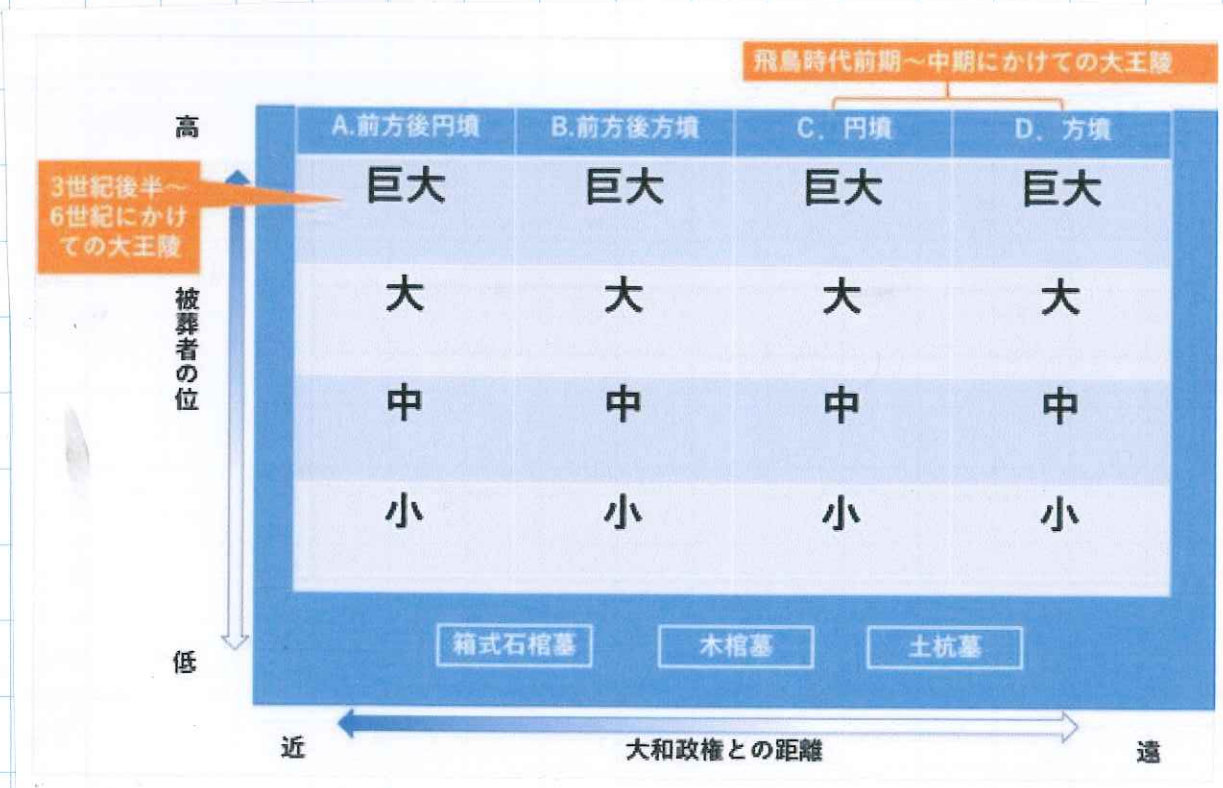 飛鳥時代前期～中期にかけての大王陵
高
A.前方後円墳
B.前方後方墳
C．円墳
D．方墳
3世紀後半～
6世紀にかけ
ての大王陵
巨大
巨大
巨大
巨大
大
大
大
大
被葬者の位
中
中
中
中
小
小
小
小
箱式石棺墓
木棺墓
土杭墓
低
近
大和政権との距離
遠